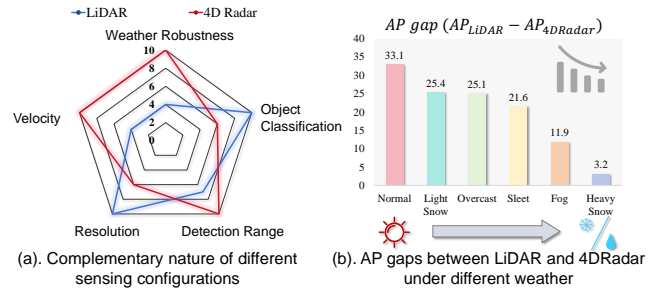 LiDAR
4D Radar
Weather Robustness
10
8
6
4
2
0
Velocity
Object
Classification
Resolution
Detection Range
(a). Complementary nature of different
sensing configurations
AP gap (AP_LiDAR − AP_4DRadar)
40
35
30
25
20
15
10
5
0
33.1
25.4
25.1
21.6
11.9
3.2
Normal
Light
Snow
Overcast
Sleet
Fog
Heavy
Snow
(b). AP gaps between LiDAR and 4DRadar
under different weather